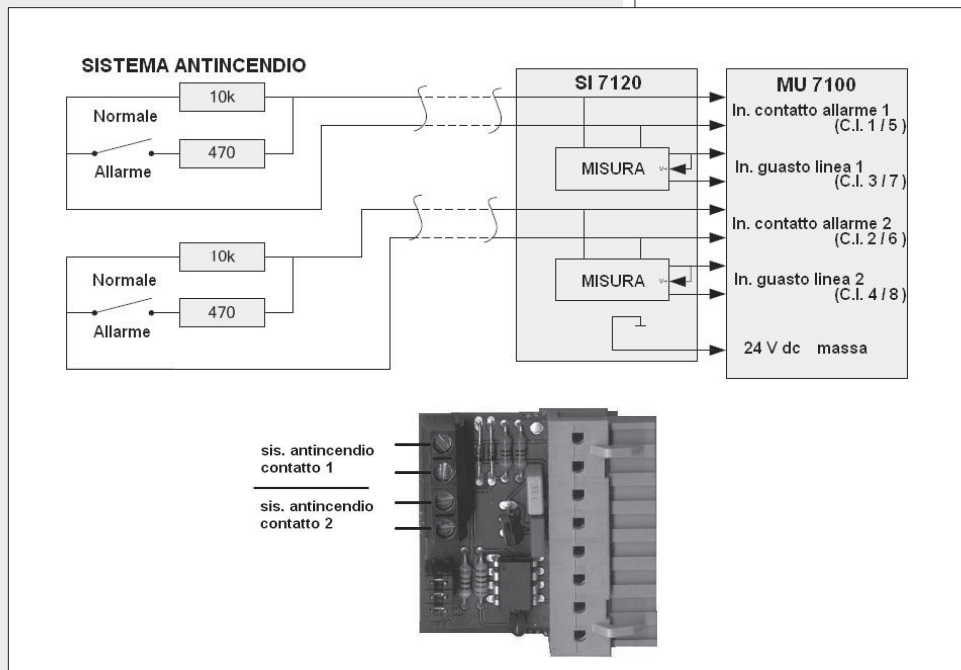 SISTEMA ANTINCENDIO
10k
Normale
470
Allarme
10k
Normale
470
Allarme
SI 7120
MISURA
V+
MISURA
V+
MU 7100
In. contatto allarme 1
(C.I. 1 / 5 )
In. guasto linea 1
(C.I. 3 / 7 )
In. contatto allarme 2
(C.I. 2 / 6 )
In. guasto linea 2
(C.I. 4 / 8 )
24 V dc massa
sis. antincendio
contatto 1
sis. antincendio
contatto 2